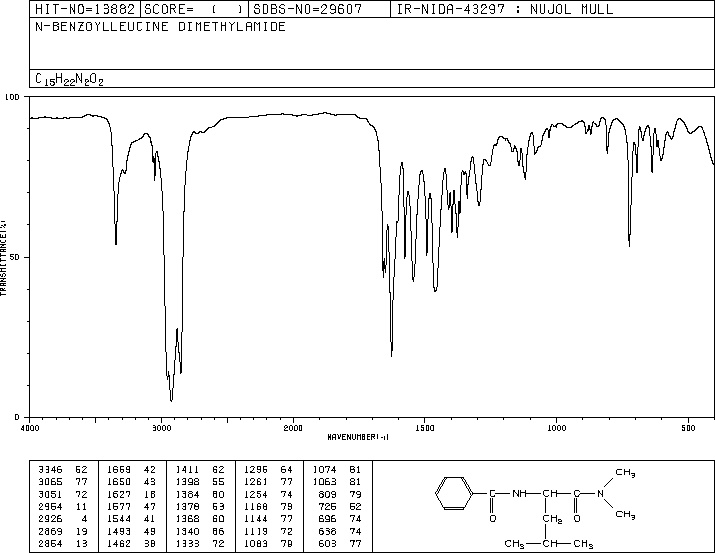 HIT-NO=13882 SCORE= ( ) SDBS-NO=29607 IR-NIDA-43297 : NUJOL MULL
N-BENZOYLLEUCINE DIMETHYLAMIDE
C15H22N2O2
100
50
0
TRANSMITTANCE(%)
4000 3000 2000 1500 1000 500
WAVENUMBER(-1)
3346 52 1659 42 1411 62 1296 64 1074 81
3065 77 1650 43 1398 55 1261 77 1063 81
3051 72 1627 18 1384 60 1254 74 809 79
2954 11 1577 47 1378 53 1168 79 725 52
2926 4 1544 41 1368 60 1144 77 696 74
2869 19 1493 49 1340 66 1119 72 638 74
2854 13 1462 38 1333 72 1083 79 603 77
CH3
C NH CH C N
O CH2 O CH3
CH3 CH CH3